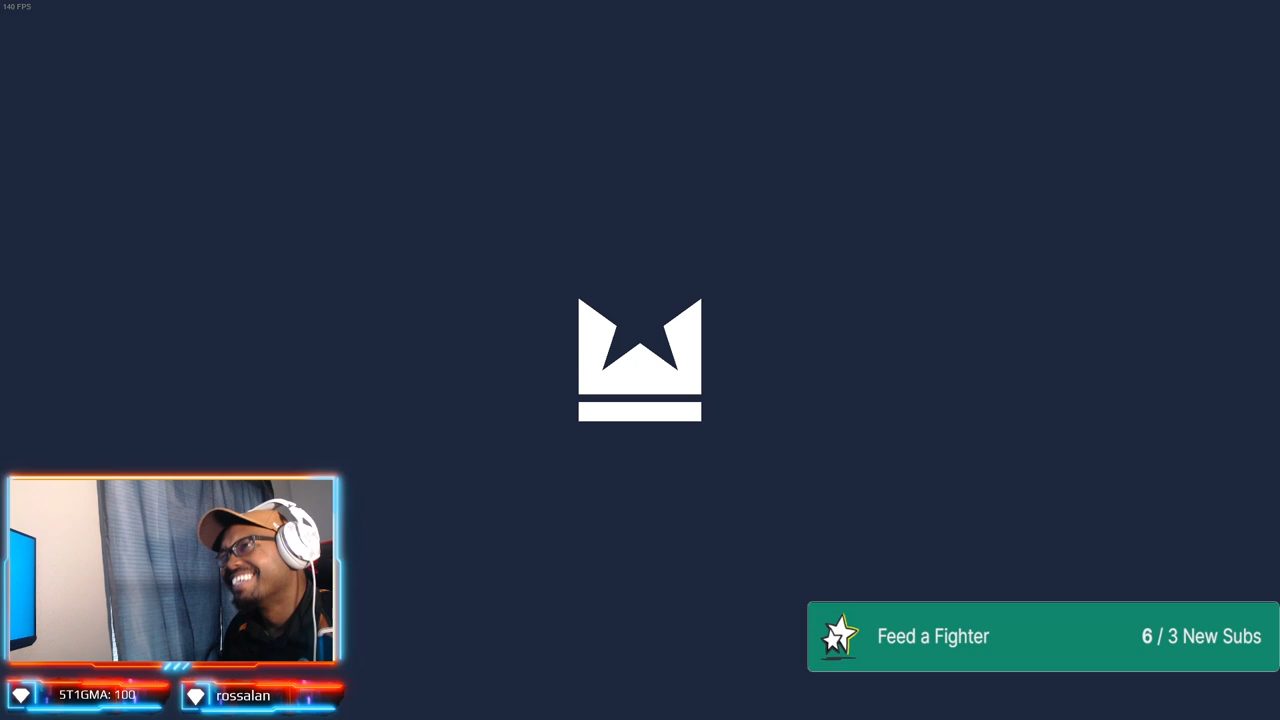 140 FPS
Feed a Fighter
6 / 3 New Subs
5T1GMA: 100
rossalan